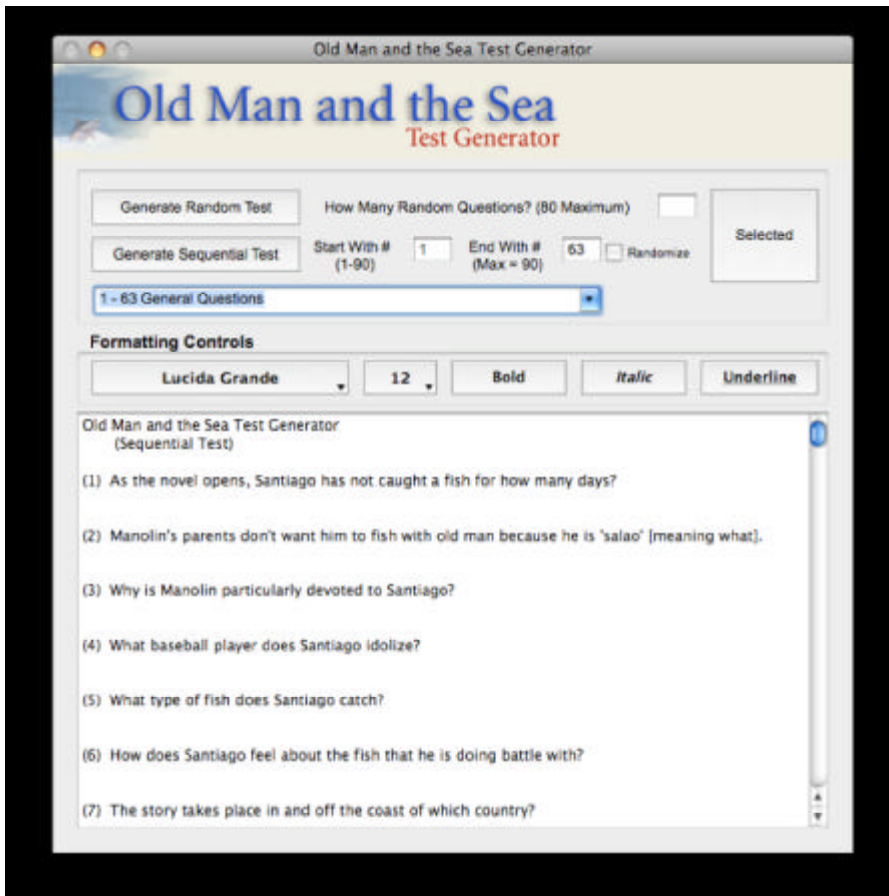 Old Man and the Sea Test Generator
Old Man and the Sea
Test Generator
Generate Random Test
How Many Random Questions? (80 Maximum)
Selected
Generate Sequential Test
Start With #
(1-90)
1
End With #
(Max = 90)
63
Randomize
1 - 63 General Questions
Formatting Controls
Lucida Grande
12
Bold
Italic
Underline
Old Man and the Sea Test Generator
(Sequential Test)
(1) As the novel opens, Santiago has not caught a fish for how many days?
(2) Manolin's parents don't want him to fish with old man because he is 'salao' [meaning what].
(3) Why is Manolin particularly devoted to Santiago?
(4) What baseball player does Santiago idolize?
(5) What type of fish does Santiago catch?
(6) How does Santiago feel about the fish that he is doing battle with?
(7) The story takes place in and off the coast of which country?